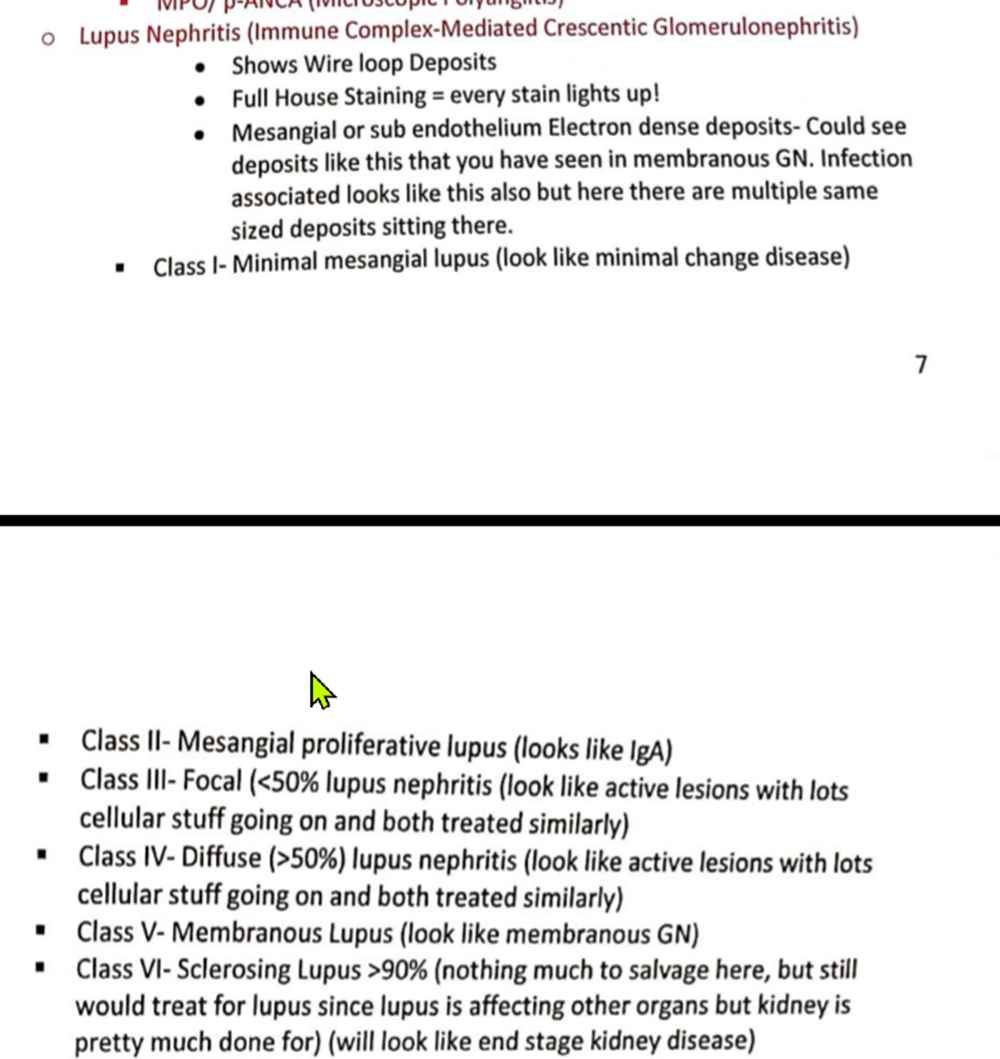 MPO/ p-ANCA (Microscopic Polyangiitis)
Lupus Nephritis (Immune Complex-Mediated Crescentic Glomerulonephritis)
Shows Wire loop Deposits
Full House Staining = every stain lights up!
Mesangial or sub endothelium Electron dense deposits- Could see
deposits like this that you have seen in membranous GN. Infection
associated looks like this also but here there are multiple same
sized deposits sitting there.
Class I- Minimal mesangial lupus (look like minimal change disease)
7
Class II- Mesangial proliferative lupus (looks like IgA)
Class III- Focal (<50% lupus nephritis (look like active lesions with lots
cellular stuff going on and both treated similarly)
Class IV- Diffuse (>50%) lupus nephritis (look like active lesions with lots
cellular stuff going on and both treated similarly)
Class V- Membranous Lupus (look like membranous GN)
Class VI- Sclerosing Lupus >90% (nothing much to salvage here, but still
would treat for lupus since lupus is affecting other organs but kidney is
pretty much done for) (will look like end stage kidney disease)